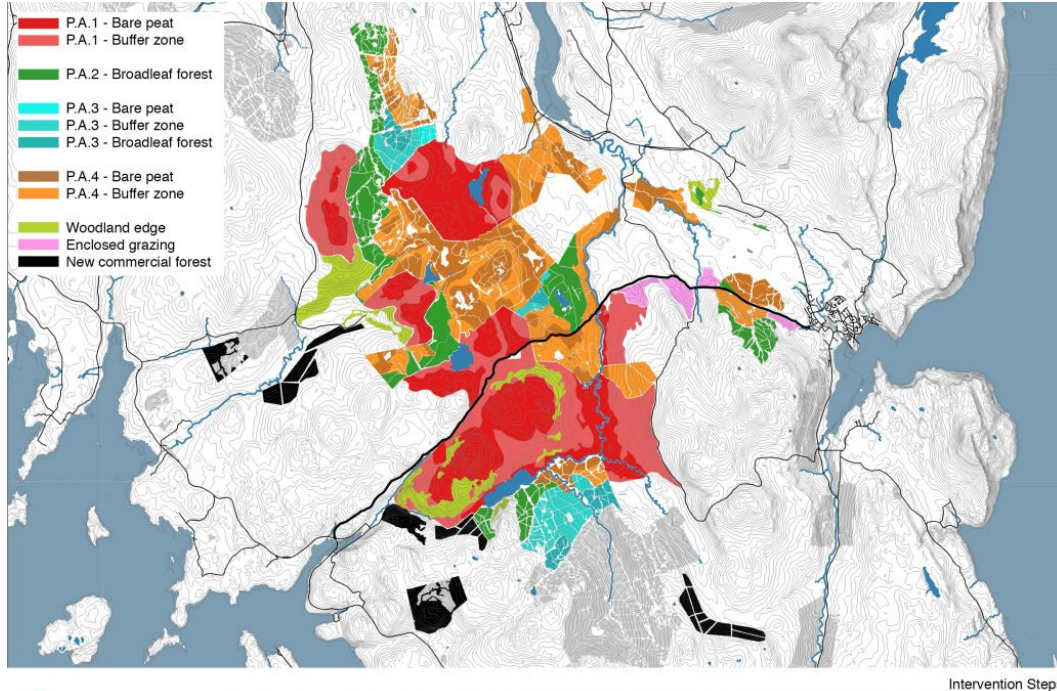 P.A.1 - Bare peat
P.A.1 - Buffer zone
P.A.2 - Broadleaf forest
P.A.3 - Bare peat
P.A.3 - Buffer zone
P.A.3 - Broadleaf forest
P.A.4 - Bare peat
P.A.4 - Buffer zone
Woodland edge
Enclosed grazing
New commercial forest
Intervention Step